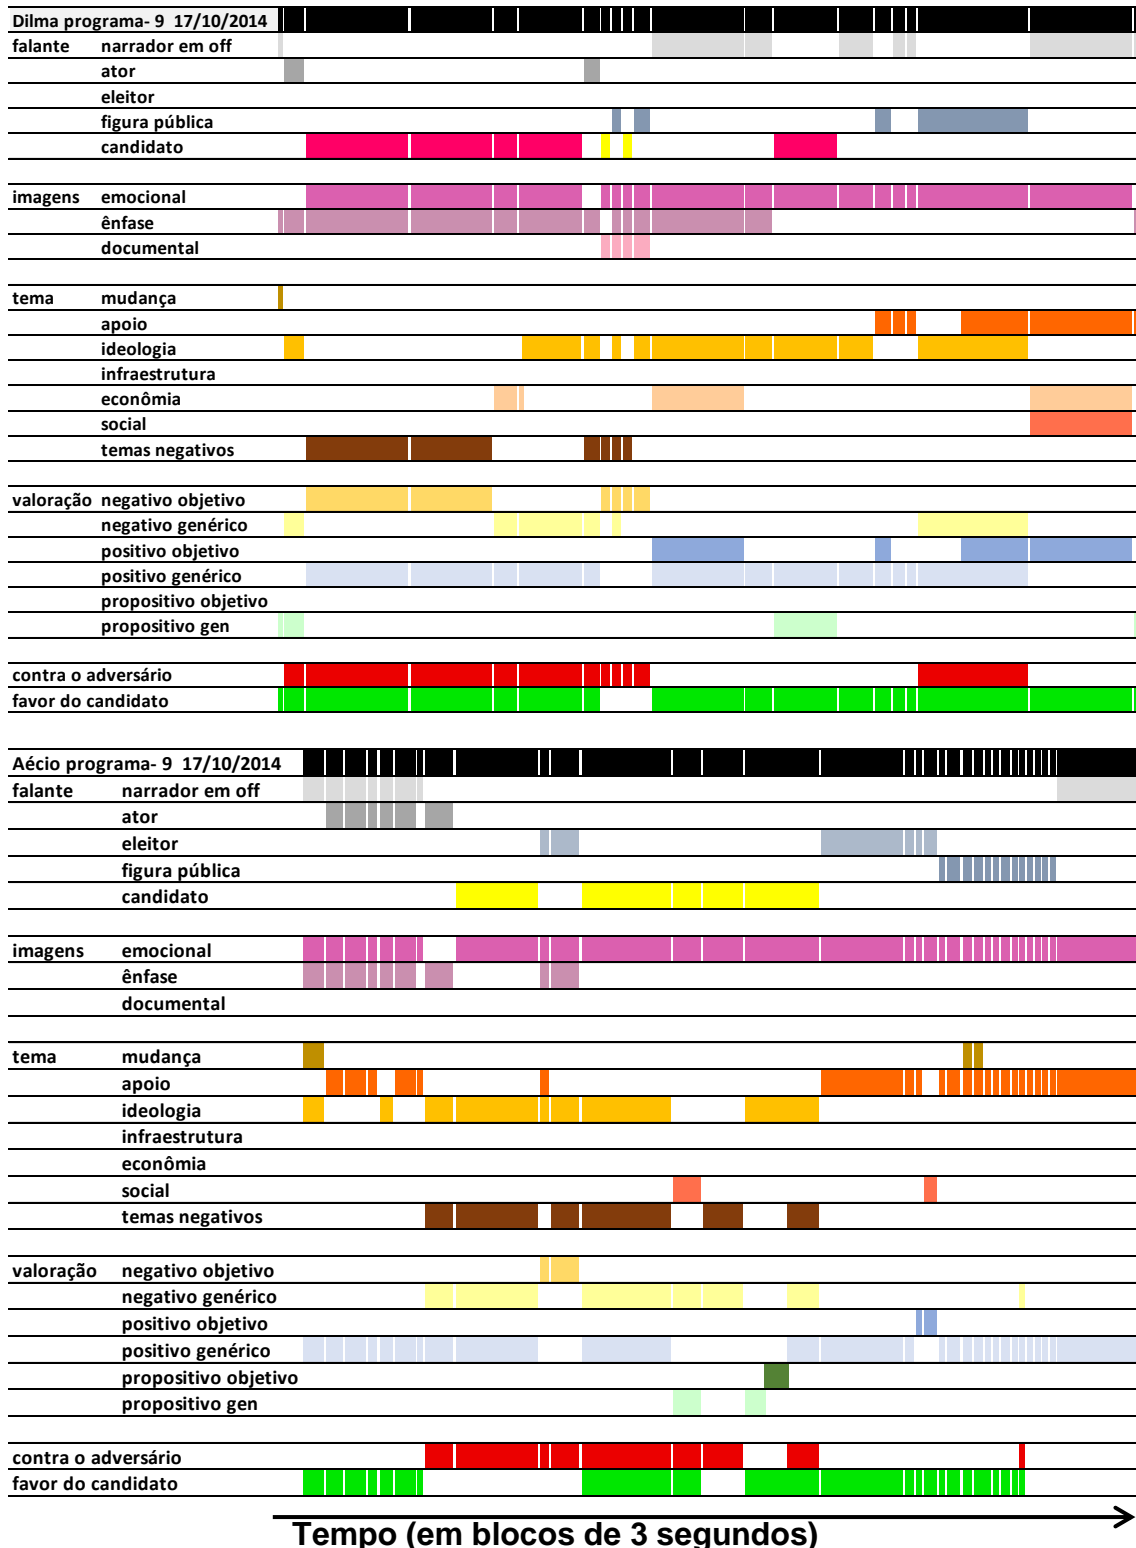 Dilma programa- 9 17/10/2014
falante narrador em off
ator
eleitor
figura pública
candidato
imagens emocional
ênfase
documental
tema mudança
apoio
ideologia
infraestrutura
econômia
social
temas negativos
valoração negativo objetivo
negativo genérico
positivo objetivo
positivo genérico
propositivo objetivo
propositivo gen
contra o adversário
favor do candidato
Aécio programa- 9 17/10/2014
falante narrador em off
ator
eleitor
figura pública
candidato
imagens emocional
ênfase
documental
tema mudança
apoio
ideologia
infraestrutura
econômia
social
temas negativos
valoração negativo objetivo
negativo genérico
positivo objetivo
positivo genérico
propositivo objetivo
propositivo gen
contra o adversário
favor do candidato
Tempo (em blocos de 3 segundos)